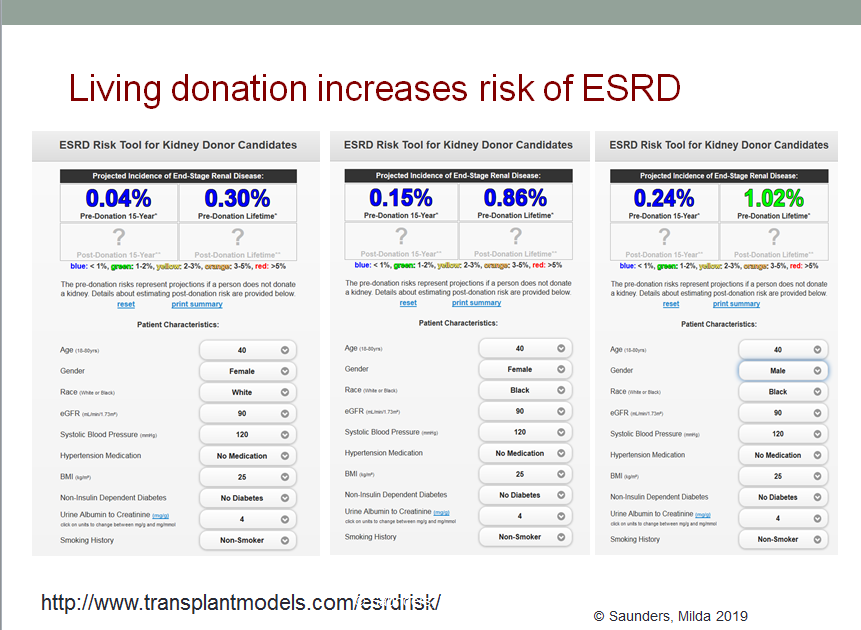 Living donation increases risk of ESRD
ESRD Risk Tool for Kidney Donor Candidates
Projected Incidence of End-Stage Renal Disease:
0.04% 0.30%
Pre-Donation 15-Year* Pre-Donation Lifetime*
? ?
Post-Donation 15-Year** Post-Donation Lifetime**
blue: < 1%, green: 1-2%, yellow: 2-3%, orange: 3-5%, red: >5%
The pre-donation risks represent projections if a person does not donate
a kidney. Details about estimating post-donation risk are provided below.
reset print summary
Patient Characteristics:
Age (18-80yrs) 40
Gender Female
Race (White or Black) White
eGFR (mL/min/1.73m²) 90
Systolic Blood Pressure (mmHg) 120
Hypertension Medication No Medication
BMI (kg/m²) 25
Non-Insulin Dependent Diabetes No Diabetes
Urine Albumin to Creatinine (mg/g) 4
click on units to change between mg/g and mg/mmol
Smoking History Non-Smoker
ESRD Risk Tool for Kidney Donor Candidates
Projected Incidence of End-Stage Renal Disease:
0.15% 0.86%
Pre-Donation 15-Year* Pre-Donation Lifetime*
? ?
Post-Donation 15-Year** Post-Donation Lifetime**
blue: < 1%, green: 1-2%, yellow: 2-3%, orange: 3-5%, red: >5%
The pre-donation risks represent projections if a person does not donate
a kidney. Details about estimating post-donation risk are provided below.
reset print summary
Patient Characteristics:
Age (18-80yrs) 40
Gender Female
Race (White or Black) Black
eGFR (mL/min/1.73m²) 90
Systolic Blood Pressure (mmHg) 120
Hypertension Medication No Medication
BMI (kg/m²) 25
Non-Insulin Dependent Diabetes No Diabetes
Urine Albumin to Creatinine (mg/g) 4
click on units to change between mg/g and mg/mmol
Smoking History Non-Smoker
ESRD Risk Tool for Kidney Donor Candidates
Projected Incidence of End-Stage Renal Disease:
0.24% 1.02%
Pre-Donation 15-Year* Pre-Donation Lifetime*
? ?
Post-Donation 15-Year** Post-Donation Lifetime**
blue: < 1%, green: 1-2%, yellow: 2-3%, orange: 3-5%, red: >5%
The pre-donation risks represent projections if a person does not donate
a kidney. Details about estimating post-donation risk are provided below.
reset print summary
Patient Characteristics:
Age (18-80yrs) 40
Gender Male
Race (White or Black) Black
eGFR (mL/min/1.73m²) 90
Systolic Blood Pressure (mmHg) 120
Hypertension Medication No Medication
BMI (kg/m²) 25
Non-Insulin Dependent Diabetes No Diabetes
Urine Albumin to Creatinine (mg/g) 4
click on units to change between mg/g and mg/mmol
Smoking History Non-Smoker
http://www.transplantmodels.com/esrdrisk/
© Saunders, Milda 2019